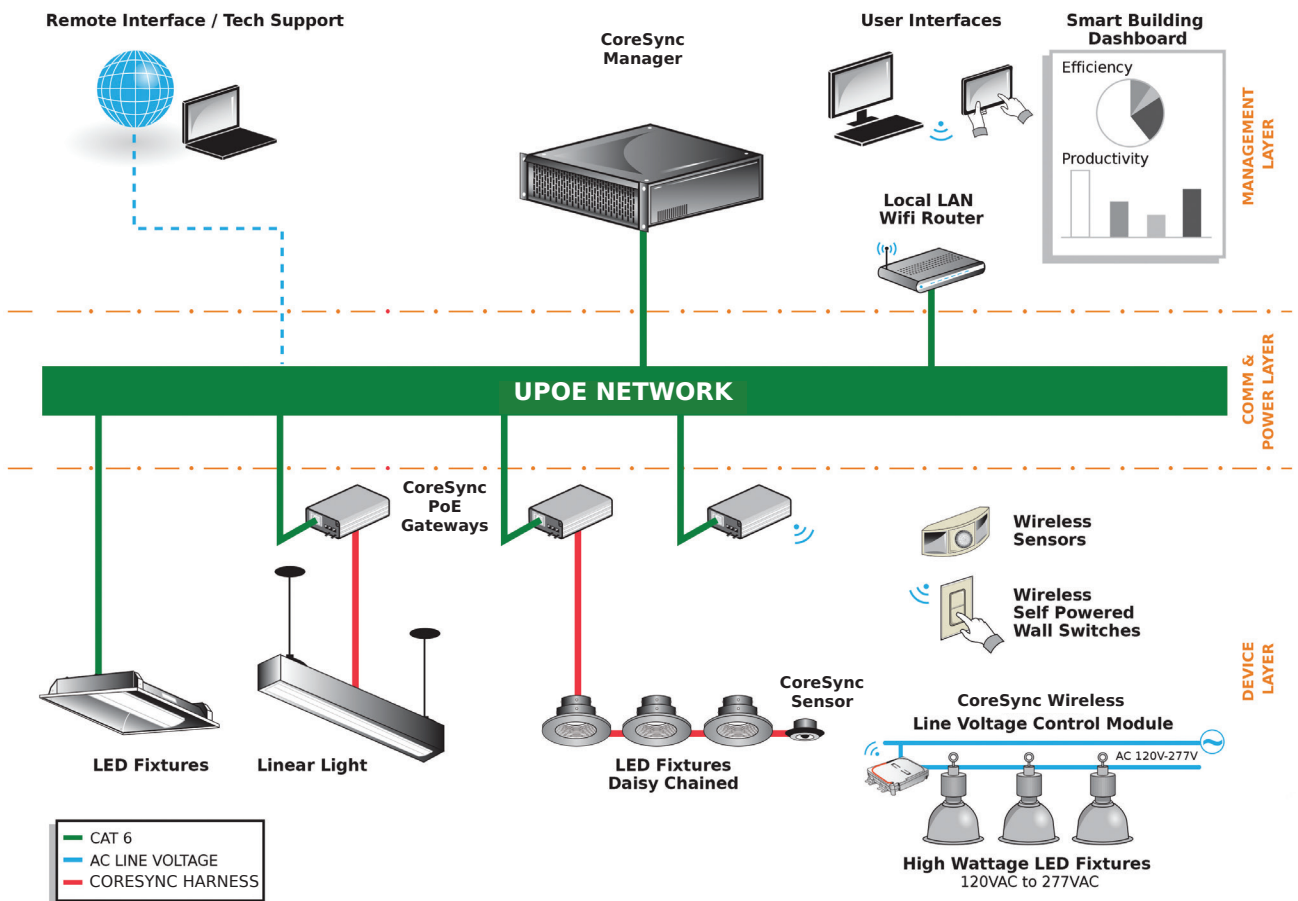 Remote Interface / Tech Support
CoreSync
Manager
User Interfaces
Smart Building
Dashboard
Efficiency
Productivity
MANAGEMENT
LAYER
Local LAN
Wifi Router
UPOE NETWORK
COMM &
POWER LAYER
CoreSync
PoE
Gateways
Wireless
Sensors
Wireless
Self Powered
Wall Switches
DEVICE
LAYER
CoreSync
Sensor
CoreSync Wireless
Line Voltage Control Module
AC 120V-277V
LED Fixtures
Linear Light
LED Fixtures
Daisy Chained
High Wattage LED Fixtures
120VAC to 277VAC
CAT 6
AC LINE VOLTAGE
CORESYNC HARNESS